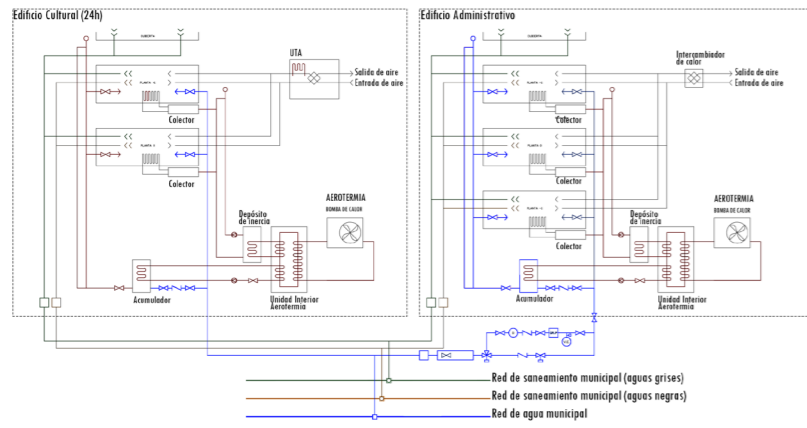 Edificio Cultural (24h)
CUBIERTA
UTA
Salida de aire
Entrada de aire
Colector
Colector
Depósito
de inercia
AEROTERMIA
BOMBA DE CALOR
Acumulador
Unidad Interior
Aerotermia
Edificio Administrativo
CUBIERTA
Intercambiador
de calor
Salida de aire
Entrada de aire
Colector
Colector
Colector
Depósito
de inercia
AEROTERMIA
BOMBA DE CALOR
Acumulador
Unidad Interior
Aerotermia
Red de saneamiento municipal (aguas grises)
Red de saneamiento municipal (aguas negras)
Red de agua municipal